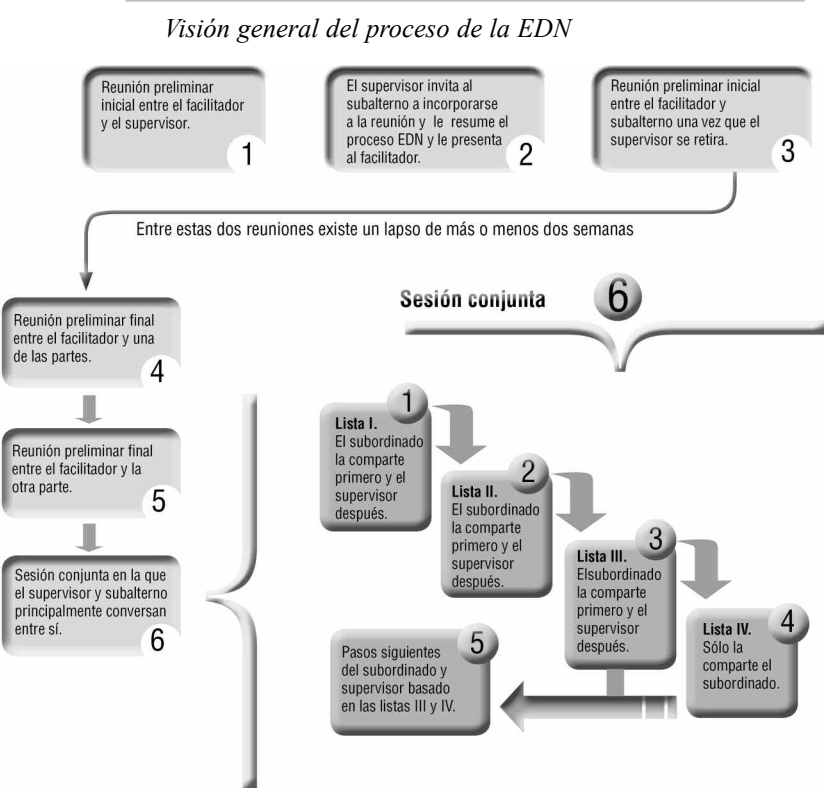 Visión general del proceso de la EDN
Reunión preliminar
inicial entre el facilitador
y el supervisor.
1
El supervisor invita al
subalterno a incorporarse
a la reunión y le resume el
proceso EDN y le presenta
al facilitador.
2
Reunión preliminar inicial
entre el facilitador y
subalterno una vez que el
supervisor se retira.
3
Entre estas dos reuniones existe un lapso de más o menos dos semanas
Reunión preliminar final
entre el facilitador y una
de las partes.
4
Reunión preliminar final
entre el facilitador y la
otra parte.
5
Sesión conjunta en la que
el supervisor y subalterno
principalmente conversan
entre sí.
6
Sesión conjunta
6
1
Lista I.
El subordinado
la comparte
primero y el
supervisor
después.
2
Lista II.
El subordinado
la comparte
primero y el
supervisor
después.
3
Lista III.
Elsubordinado
la comparte
primero y el
supervisor
después.
4
Lista IV.
Sólo la
comparte el
subordinado.
5
Pasos siguientes
del subordinado y
supervisor basado
en las listas III y IV.